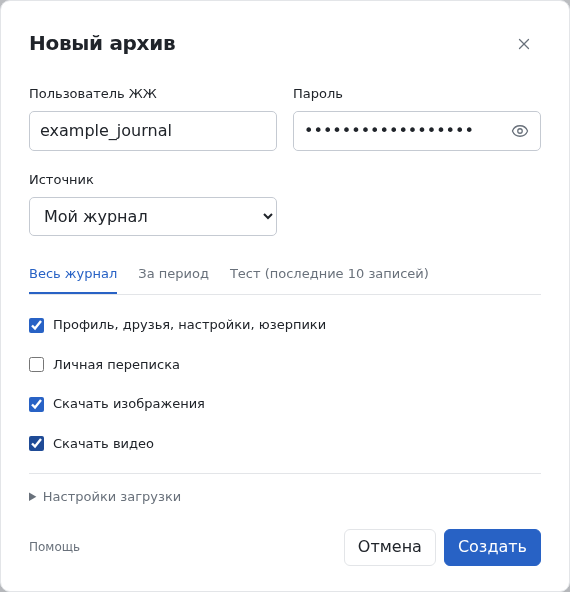 Новый архив
Пользователь ЖЖ
Пароль
example_journal
•••••••••••••••••••
Источник
Мой журнал
Весь журнал За период Тест (последние 10 записей)
Профиль, друзья, настройки, юзерпики
Личная переписка
Скачать изображения
Скачать видео
Настройки загрузки
Помощь
Отмена
Создать